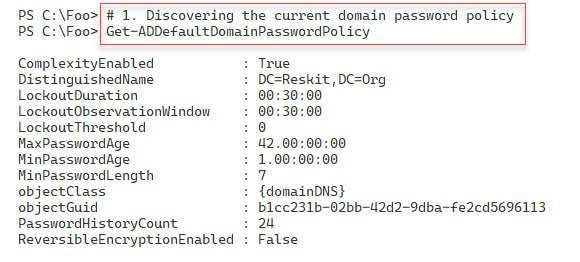 PS C:\Foo> # 1. Discovering the current domain password policy
PS C:\Foo> Get-ADDefaultDomainPasswordPolicy
ComplexityEnabled : True
DistinguishedName : DC=Reskit,DC=Org
LockoutDuration : 00:30:00
LockoutObservationWindow : 00:30:00
LockoutThreshold : 0
MaxPasswordAge : 42.00:00:00
MinPasswordAge : 1.00:00:00
MinPasswordLength : 7
objectClass : {domainDNS}
objectGuid : b1cc231b-02bb-42d2-9dba-fe2cd5696113
PasswordHistoryCount : 24
ReversibleEncryptionEnabled : False